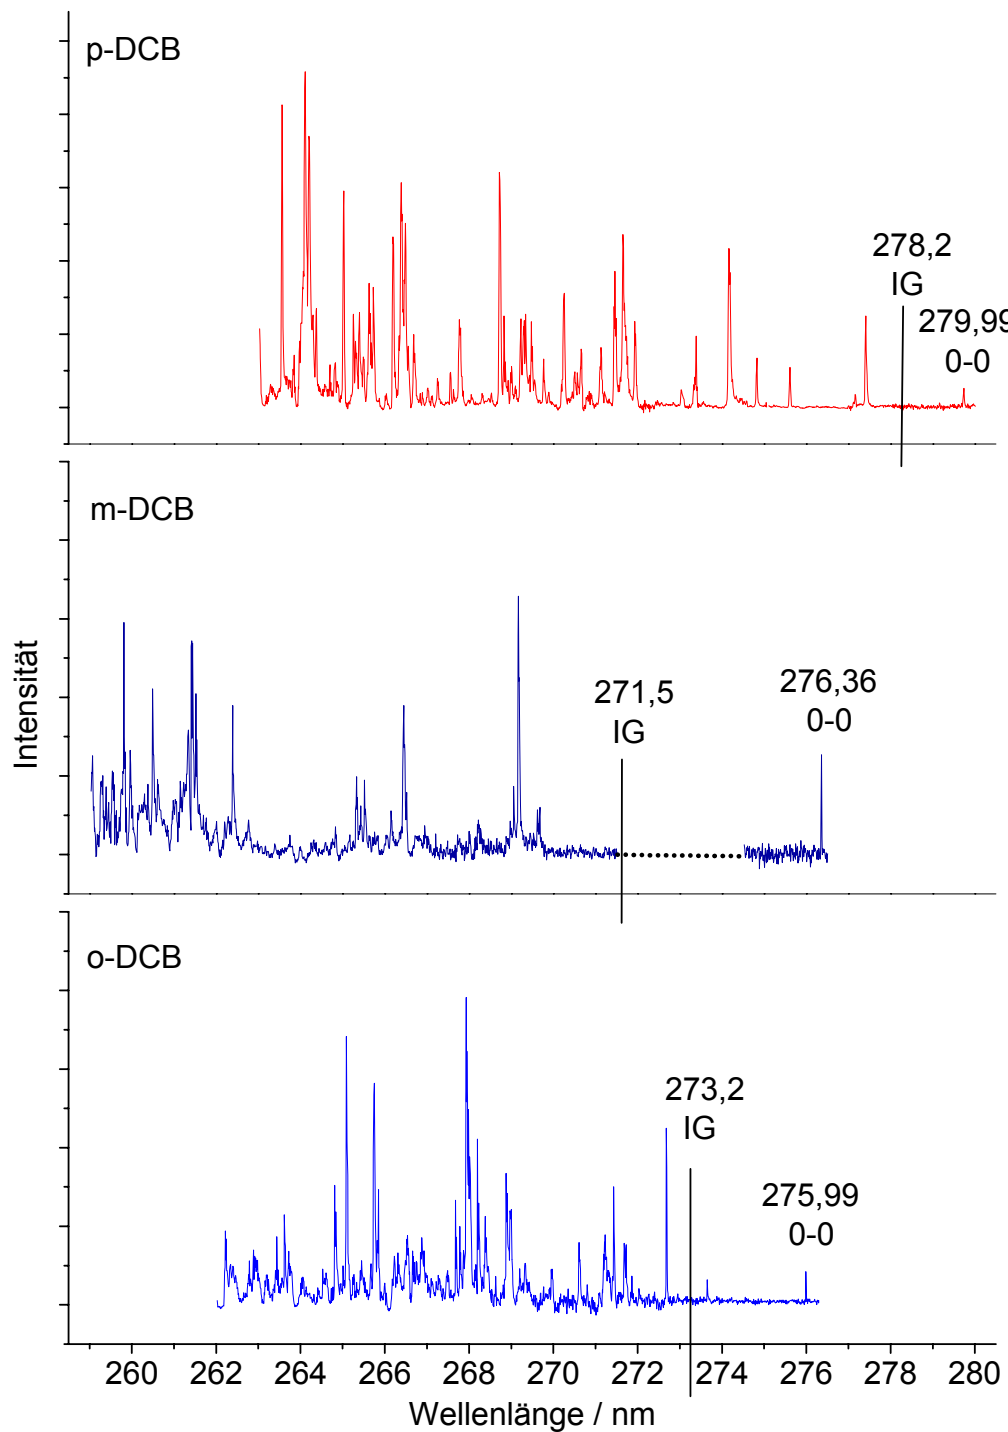 p-DCB
278,2
IG
279,99
0-0
m-DCB
271,5
IG
276,36
0-0
Intensität
o-DCB
273,2
IG
275,99
0-0
260 262 264 266 268 270 272 274 276 278 280
Wellenlänge / nm